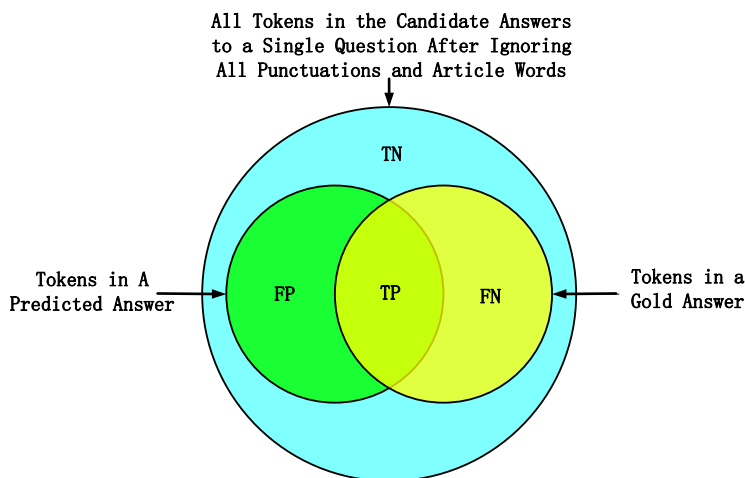 All Tokens in the Candidate Answers
to a Single Question After Ignoring
All Punctuations and Article Words
TN
Tokens in A
Predicted Answer
FP
TP
FN
Tokens in a
Gold Answer